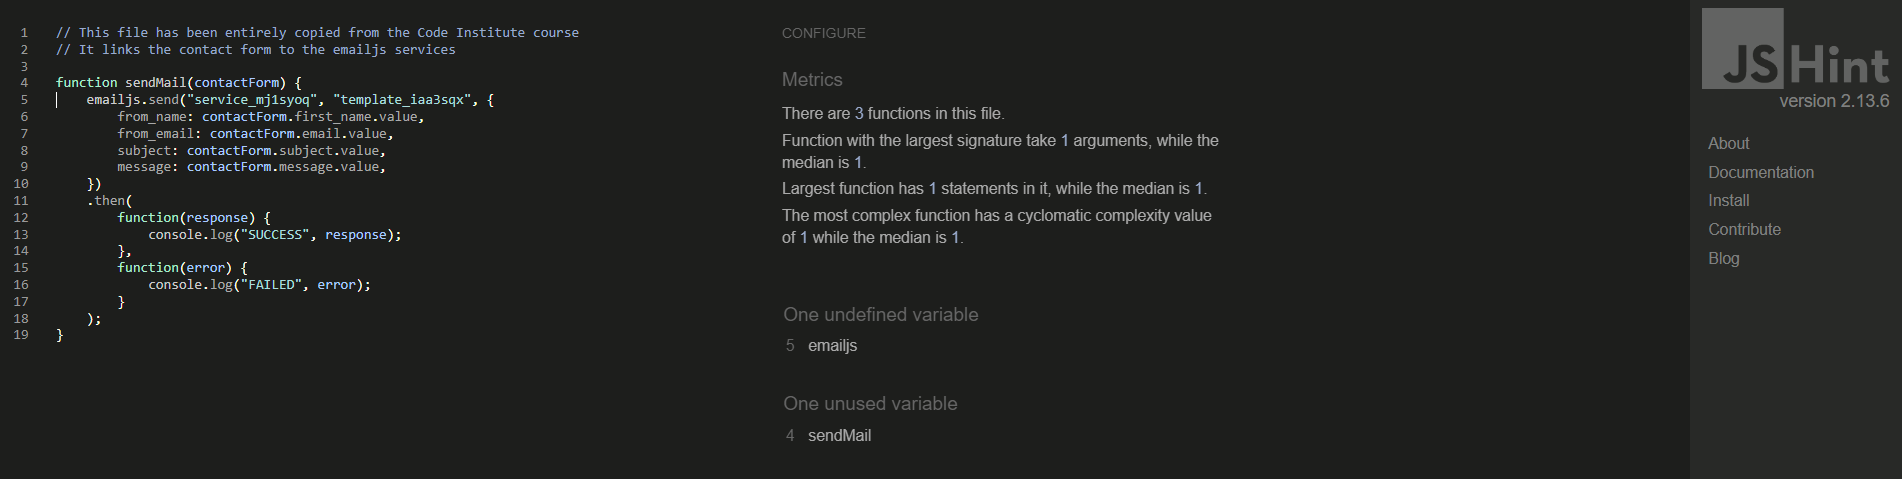 1 // This file has been entirely copied from the Code Institute course
2 // It links the contact form to the emailjs services
3
4 function sendMail(contactForm) {
5 emailjs.send("service_mj1syoq", "template_iaa3sqx", {
6 from_name: contactForm.first_name.value,
7 from_email: contactForm.email.value,
8 subject: contactForm.subject.value,
9 message: contactForm.message.value,
10 })
11 .then(
12 function(response) {
13 console.log("SUCCESS", response);
14 },
15 function(error) {
16 console.log("FAILED", error);
17 }
18 );
19 }
CONFIGURE
Metrics
There are 3 functions in this file.
Function with the largest signature take 1 arguments, while the
median is 1.
Largest function has 1 statements in it, while the median is 1.
The most complex function has a cyclomatic complexity value
of 1 while the median is 1.
One undefined variable
5 emailjs
One unused variable
4 sendMail
JSHint
version 2.13.6
About
Documentation
Install
Contribute
Blog